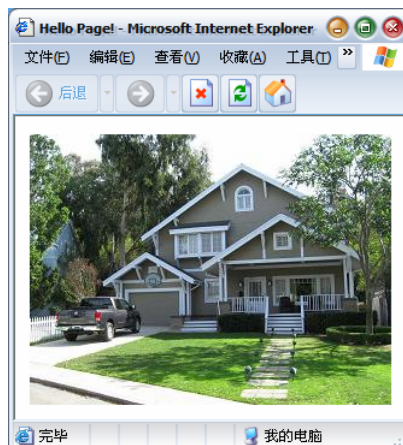 Hello Page! - Microsoft Internet Explorer
文件(F) 编辑(E) 查看(V) 收藏(A) 工具(T) »
后退
完毕 我的电脑